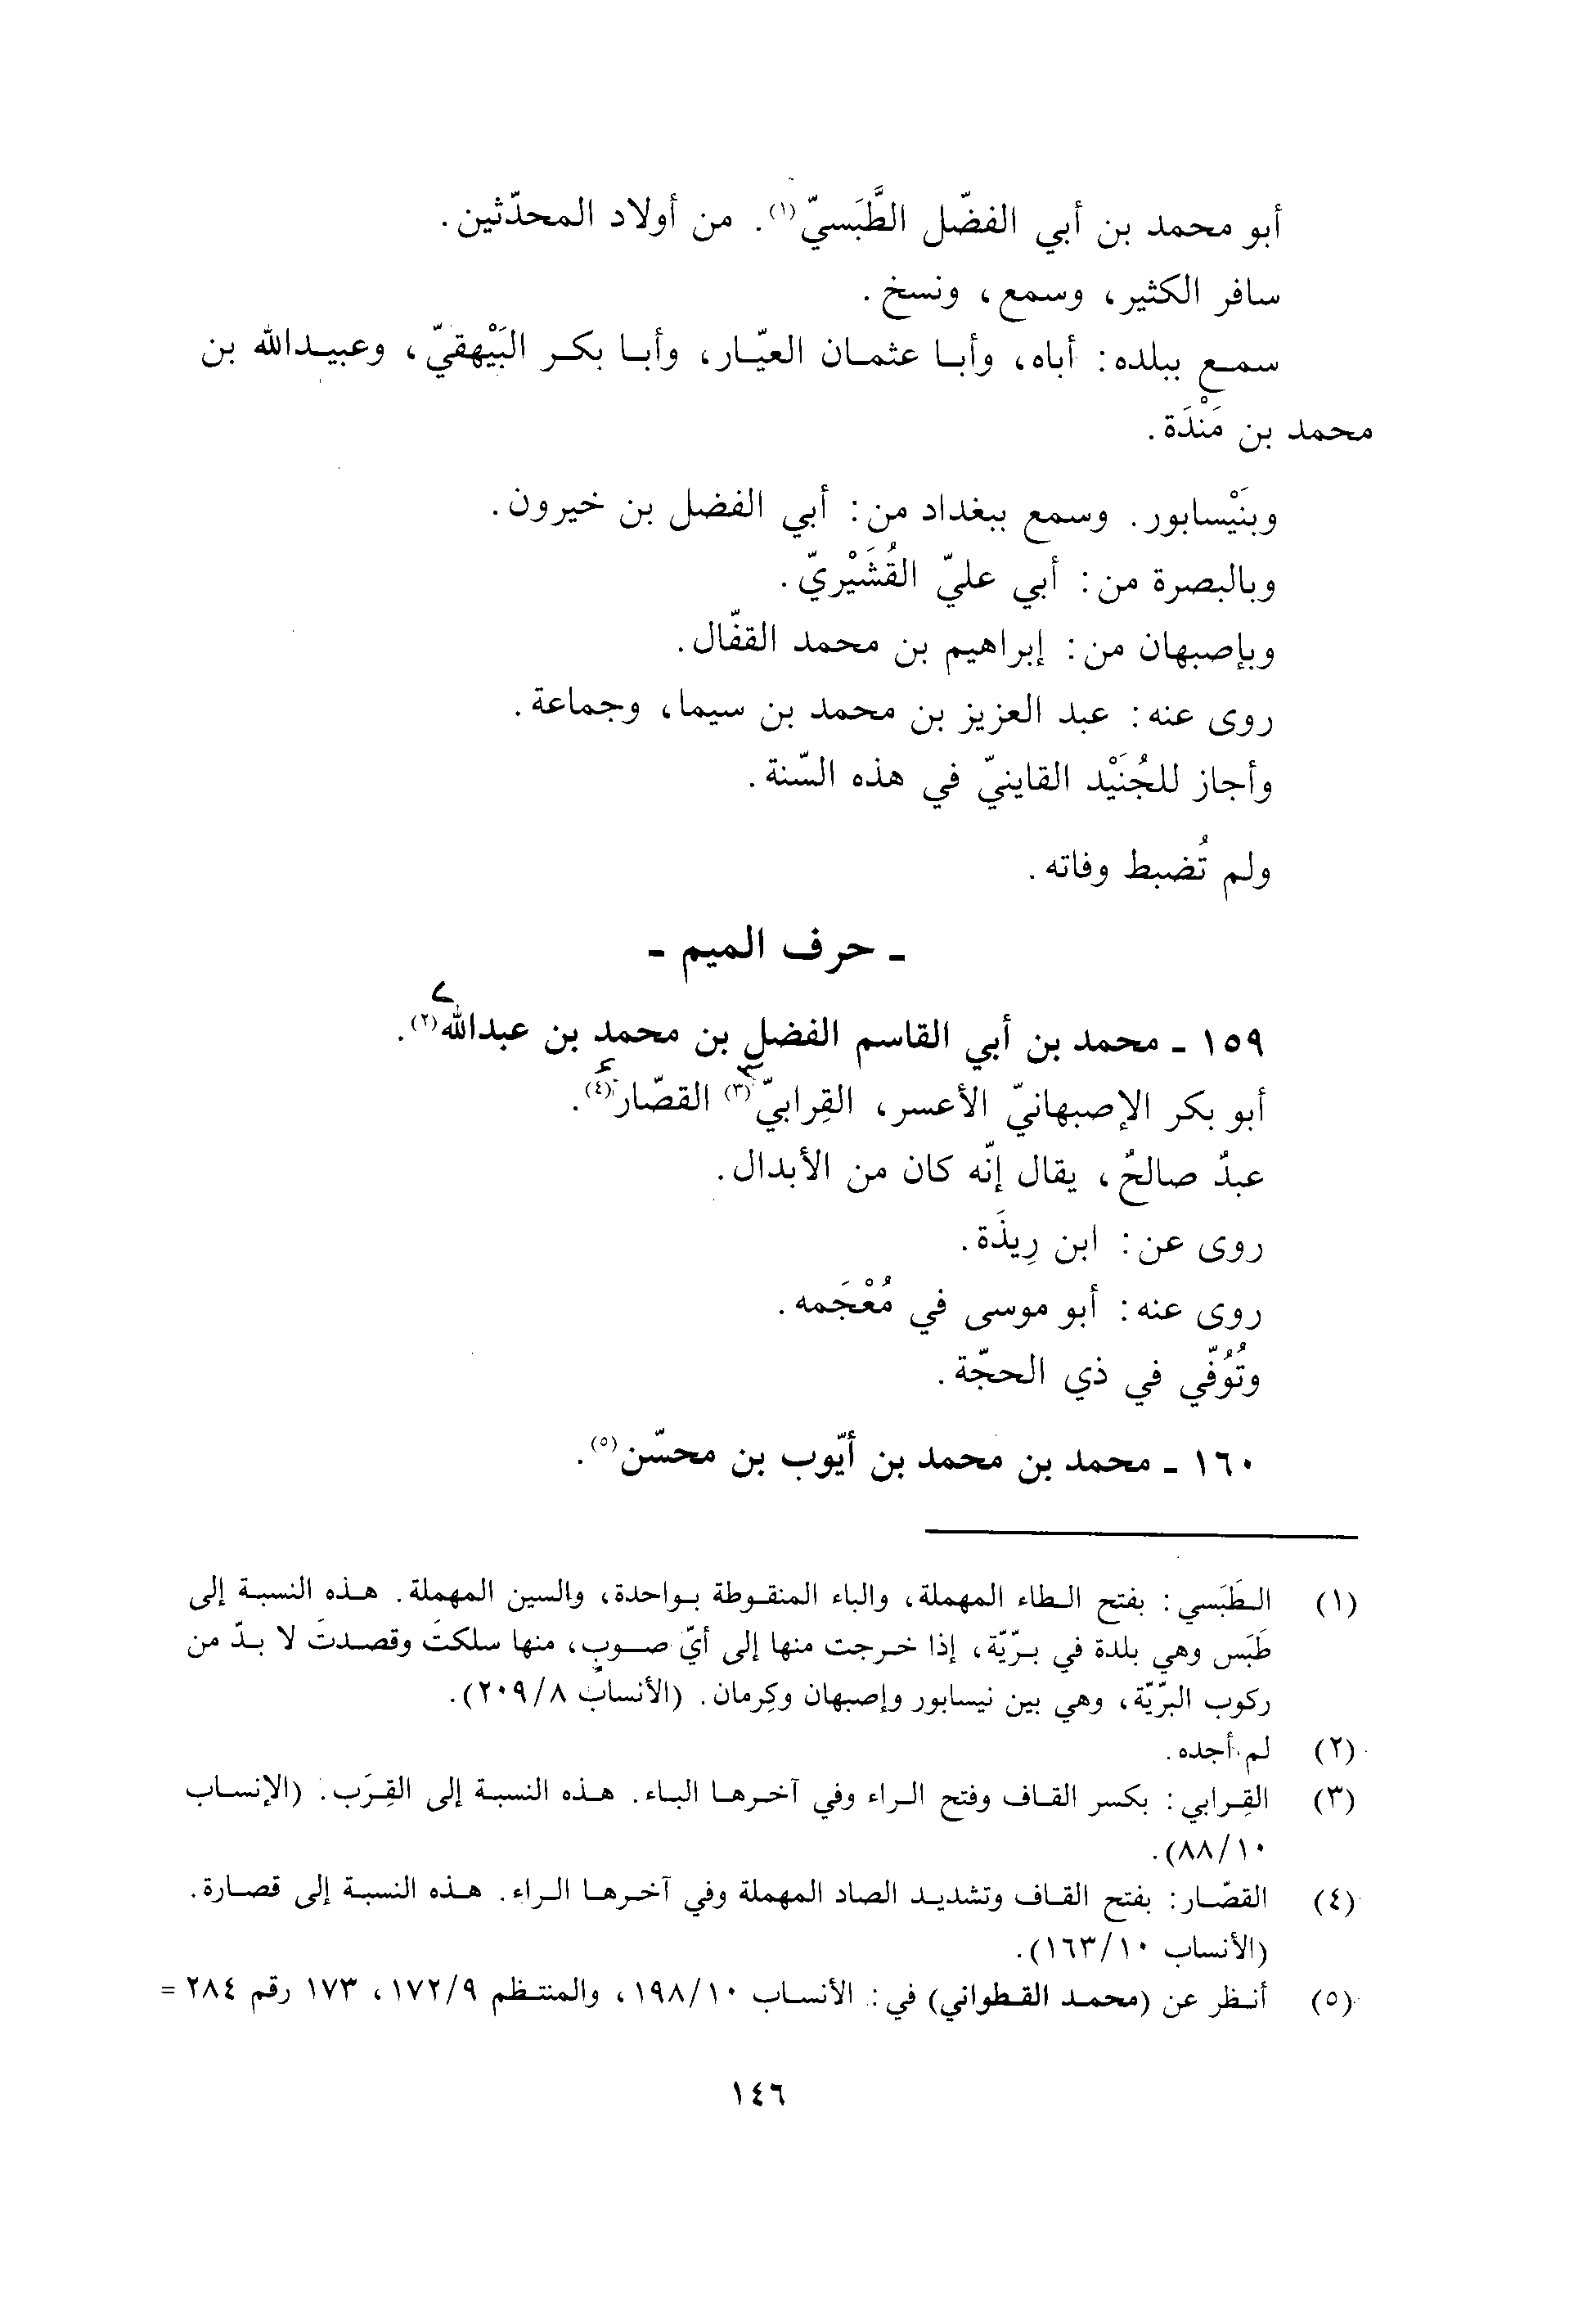 أبو محمد بن أبي الفضّل الطَّبَسيّ(١). من أولاد المحدّثين.
سافر الكثير، وسمع، ونسخ.
سمع ببلده: أباه، وأبا عثمان العيّار، وأبا بكر البَيْهقيّ، وعبيدالله بن
محمد بن مَنْدَة.
وبنَيْسابور. وسمع ببغداد من: أبي الفضل بن خيرون.
وبالبصرة من: أبي عليّ القُشَيْريّ.
وبإصبهان من: إبراهيم بن محمد القفّال.
روى عنه: عبد العزيز بن محمد بن سيما، وجماعة.
وأجاز للجُنَيْد القاينيّ في هذه السّنة.
ولم تُضبط وفاته.
ـ حرف الميم ـ
١٥٩ ـ محمد بن أبي القاسم الفضل بن محمد بن عبدالله(٢).
أبو بكر الإصبهانيّ الأعسر، القِرابيّ(٣) القصّار(٤).
عبدٌ صالحٌ، يقال إنّه كان من الأبدال.
روى عن: ابن رِيذَة.
روى عنه: أبو موسى في مُعْجَمه.
وتُوُفّي في ذي الحجّة.
١٦٠ ـ محمد بن محمد بن أيّوب بن محسّن(٥).
(١) الطَبَسي: بفتح الطاء المهملة، والباء المنقوطة بواحدة، والسين المهملة. هذه النسبة إلى
طَبَس وهي بلدة في برّيّة، إذا خرجت منها إلى أيّ صوبٍ، منها سلكتَ وقصدتَ لا بدّ من
ركوب البرّيّة، وهي بين نيسابور وإصبهان وكِرمان. (الأنساب ٢٠٩/٨).
(٢) لم أجده.
(٣) القِرابي: بكسر القاف وفتح الراء وفي آخرها الباء. هذه النسبة إلى القِرَب. (الإنساب
٨٨/١٠).
(٤) القصّار: بفتح القاف وتشديد الصاد المهملة وفي آخرها الراء. هذه النسبة إلى قصارة.
(الأنساب ١٦٣/١٠).
(٥) أنظر عن (محمد القطواني) في: الأنساب ١٩٨/١٠، والمنتظم ١٧٢/٩، ١٧٣ رقم ٢٨٤ =
١٤٦